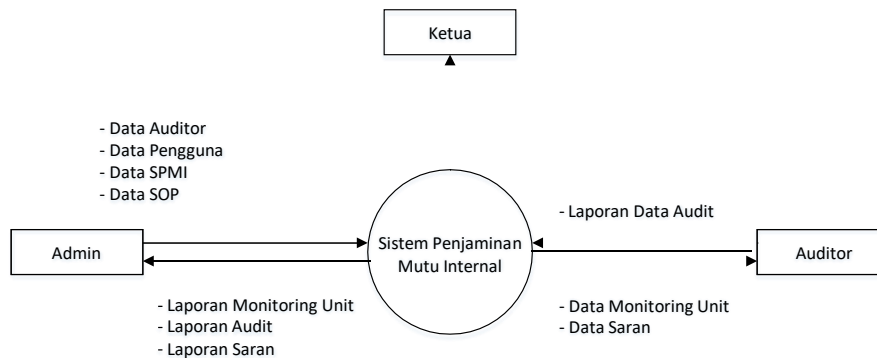 Ketua
- Data Auditor
- Data Pengguna
- Data SPMI
- Data SOP
- Laporan Data Audit
Admin
Sistem Penjaminan
Mutu Internal
Auditor
- Laporan Monitoring Unit
- Laporan Audit
- Laporan Saran
- Data Monitoring Unit
- Data Saran